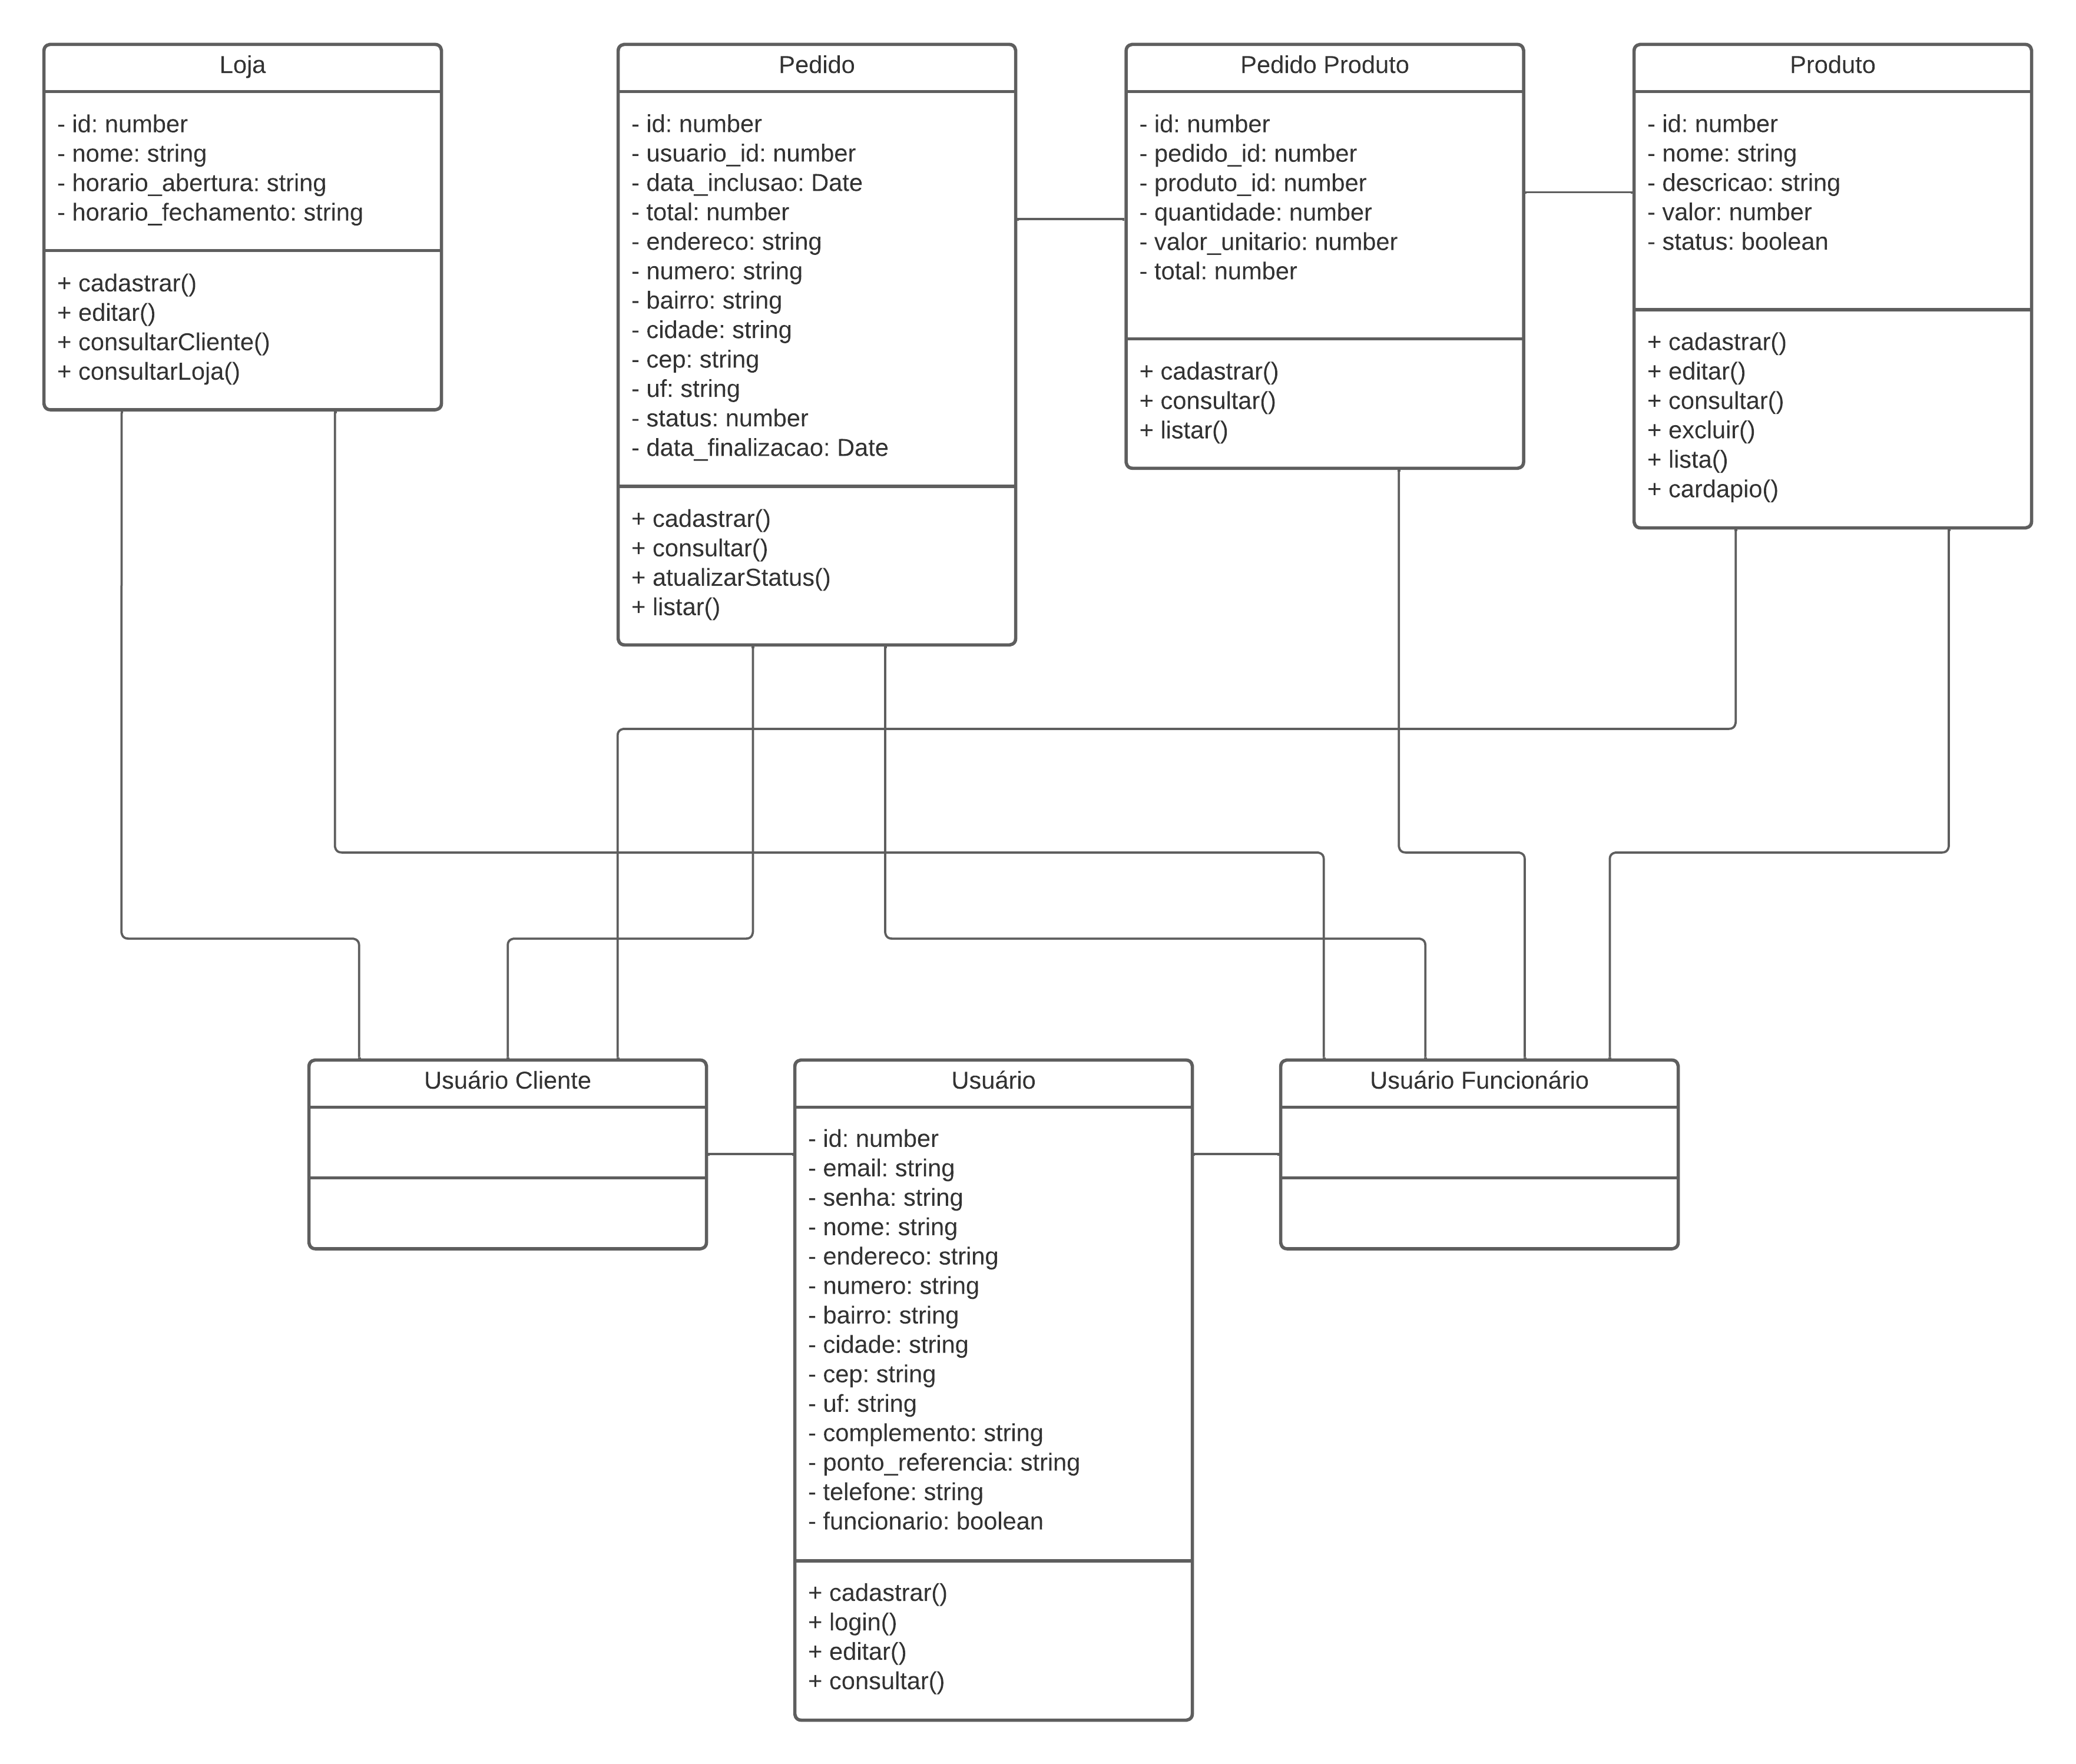 Loja
- id: number
- nome: string
- horario_abertura: string
- horario_fechamento: string
+ cadastrar()
+ editar()
+ consultarCliente()
+ consultarLoja()
Pedido
- id: number
- usuario_id: number
- data_inclusao: Date
- total: number
- endereco: string
- numero: string
- bairro: string
- cidade: string
- cep: string
- uf: string
- status: number
- data_finalizacao: Date
+ cadastrar()
+ consultar()
+ atualizarStatus()
+ listar()
Pedido Produto
- id: number
- pedido_id: number
- produto_id: number
- quantidade: number
- valor_unitario: number
- total: number
+ cadastrar()
+ consultar()
+ listar()
Produto
- id: number
- nome: string
- descricao: string
- valor: number
- status: boolean
+ cadastrar()
+ editar()
+ consultar()
+ excluir()
+ lista()
+ cardapio()
Usuário Cliente
Usuário
- id: number
- email: string
- senha: string
- nome: string
- endereco: string
- numero: string
- bairro: string
- cidade: string
- cep: string
- uf: string
- complemento: string
- ponto_referencia: string
- telefone: string
- funcionario: boolean
+ cadastrar()
+ login()
+ editar()
+ consultar()
Usuário Funcionário